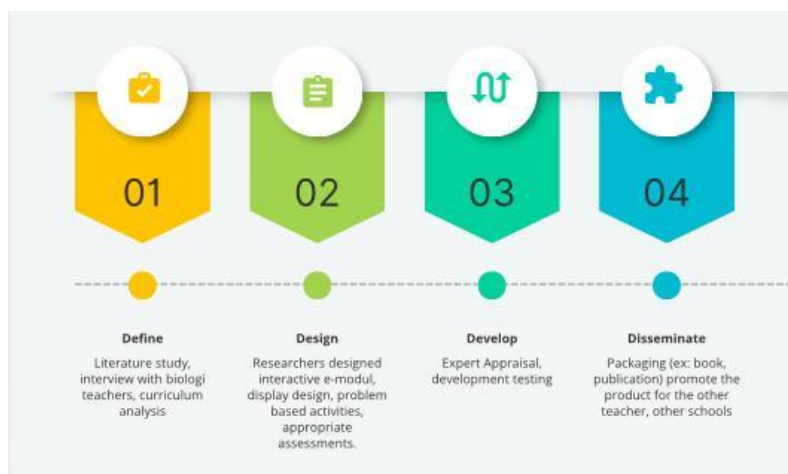 01
02
03
04
Define
Literature study,
interview with biologi
teachers, curriculum
analysis
Design
Researchers designed
interactive e-modul,
display design, problem
based activities,
appropriate
assessments.
Develop
Expert Appraisal,
development testing
Disseminate
Packaging (ex: book,
publication) promote the
product for the other
teacher, other schools